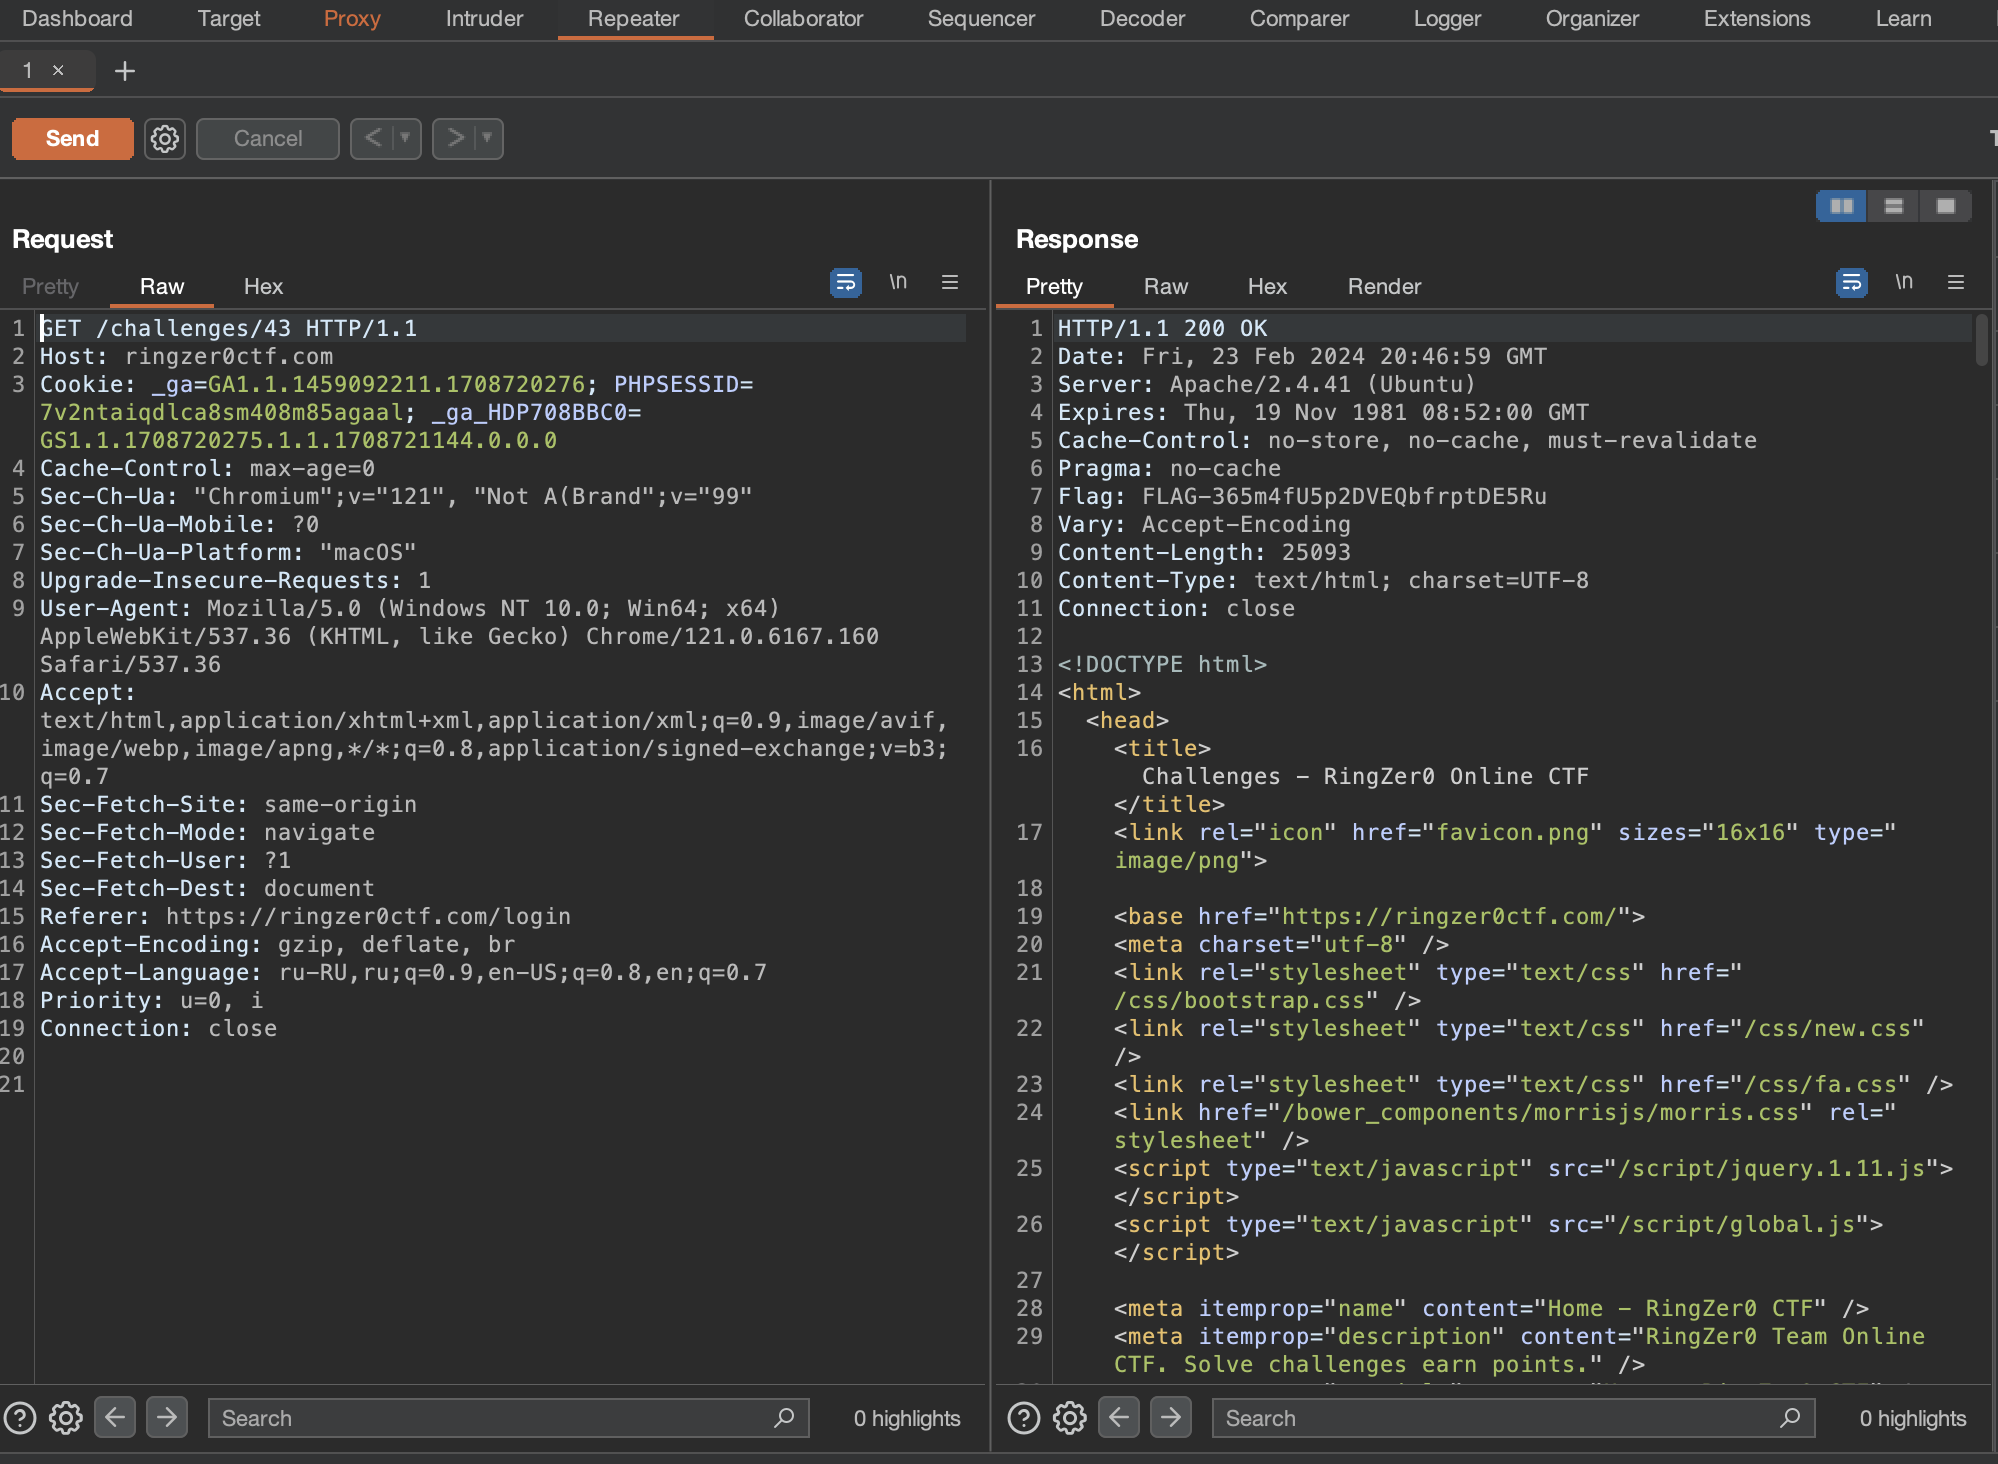 Dashboard Target Proxy Intruder Repeater Collaborator Sequencer Decoder Comparer Logger Organizer Extensions Learn
1 × +
Send Cancel < >
Request
Pretty Raw Hex \n
1 GET /challenges/43 HTTP/1.1
2 Host: ringzer0ctf.com
3 Cookie: _ga=GA1.1.1459092211.1708720276; PHPSESSID=
7v2ntaiqdlca8sm408m85agaal; _ga_HDP708BBC0=
GS1.1.1708720275.1.1.1708721144.0.0.0
4 Cache-Control: max-age=0
5 Sec-Ch-Ua: "Chromium";v="121", "Not A(Brand";v="99"
6 Sec-Ch-Ua-Mobile: ?0
7 Sec-Ch-Ua-Platform: "macOS"
8 Upgrade-Insecure-Requests: 1
9 User-Agent: Mozilla/5.0 (Windows NT 10.0; Win64; x64)
AppleWebKit/537.36 (KHTML, like Gecko) Chrome/121.0.6167.160
Safari/537.36
10 Accept:
text/html,application/xhtml+xml,application/xml;q=0.9,image/avif,
image/webp,image/apng,*/*;q=0.8,application/signed-exchange;v=b3;
q=0.7
11 Sec-Fetch-Site: same-origin
12 Sec-Fetch-Mode: navigate
13 Sec-Fetch-User: ?1
14 Sec-Fetch-Dest: document
15 Referer: https://ringzer0ctf.com/login
16 Accept-Encoding: gzip, deflate, br
17 Accept-Language: ru-RU,ru;q=0.9,en-US;q=0.8,en;q=0.7
18 Priority: u=0, i
19 Connection: close
20
21
Search 0 highlights
Response
Pretty Raw Hex Render \n
1 HTTP/1.1 200 OK
2 Date: Fri, 23 Feb 2024 20:46:59 GMT
3 Server: Apache/2.4.41 (Ubuntu)
4 Expires: Thu, 19 Nov 1981 08:52:00 GMT
5 Cache-Control: no-store, no-cache, must-revalidate
6 Pragma: no-cache
7 Flag: FLAG-365m4fU5p2DVEQbfrptDE5Ru
8 Vary: Accept-Encoding
9 Content-Length: 25093
10 Content-Type: text/html; charset=UTF-8
11 Connection: close
12
13 <!DOCTYPE html>
14 <html>
15 <head>
16 <title>
Challenges - RingZer0 Online CTF
</title>
17 <link rel="icon" href="favicon.png" sizes="16x16" type="
image/png">
18
19 <base href="https://ringzer0ctf.com/">
20 <meta charset="utf-8" />
21 <link rel="stylesheet" type="text/css" href="
/css/bootstrap.css" />
22 <link rel="stylesheet" type="text/css" href="/css/new.css"
/>
23 <link rel="stylesheet" type="text/css" href="/css/fa.css" />
24 <link href="/bower_components/morrisjs/morris.css" rel="
stylesheet" />
25 <script type="text/javascript" src="/script/jquery.1.11.js">
</script>
26 <script type="text/javascript" src="/script/global.js">
</script>
27
28 <meta itemprop="name" content="Home - RingZer0 CTF" />
29 <meta itemprop="description" content="RingZer0 Team Online
CTF. Solve challenges earn points." />
Search 0 highlights